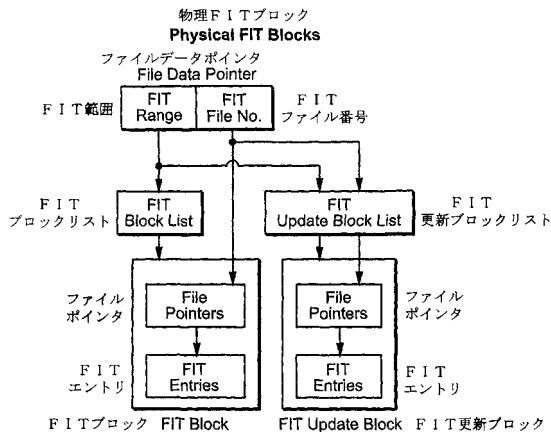 物理ＦＩＴブロック
Physical FIT Blocks
ファイルデータポインタ
File Data Pointer
ＦＩＴ範囲
FIT
Range
FIT
File No.
ＦＩＴ
ファイル番号
ＦＩＴ
ブロックリスト
FIT
Block List
FIT
Update Block List
ＦＩＴ
更新ブロックリスト
ファイル
ポインタ
File
Pointers
File
Pointers
ファイル
ポインタ
ＦＩＴ
エントリ
FIT
Entries
FIT
Entries
ＦＩＴ
エントリ
ＦＩＴブロック FIT Block
FIT Update Block ＦＩＴ更新ブロック